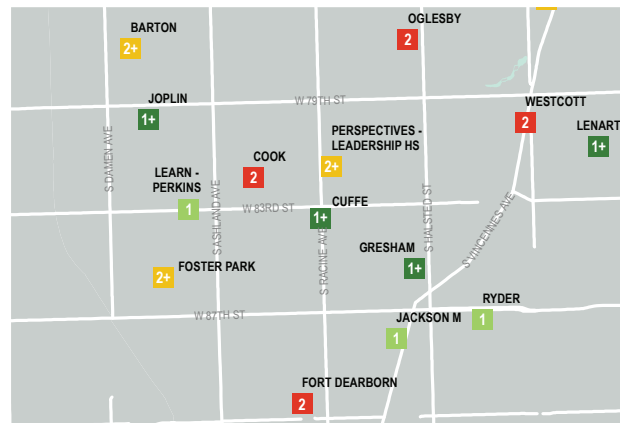 BARTON
2+
OGLESBY
2
JOPLIN
1+
W 79TH ST
WESTCOTT
2
LENART
1+
S DAMEN AVE
PERSPECTIVES -
LEADERSHIP HS
2+
COOK
2
LEARN -
PERKINS
1
S ASHLAND AVE
W 83RD ST
CUFFE
1+
S HALSTED ST
S VINCENNES AVE
S RACINE AVE
GRESHAM
1+
FOSTER PARK
2+
W 87TH ST
RYDER
1
JACKSON M
1
FORT DEARBORN
2